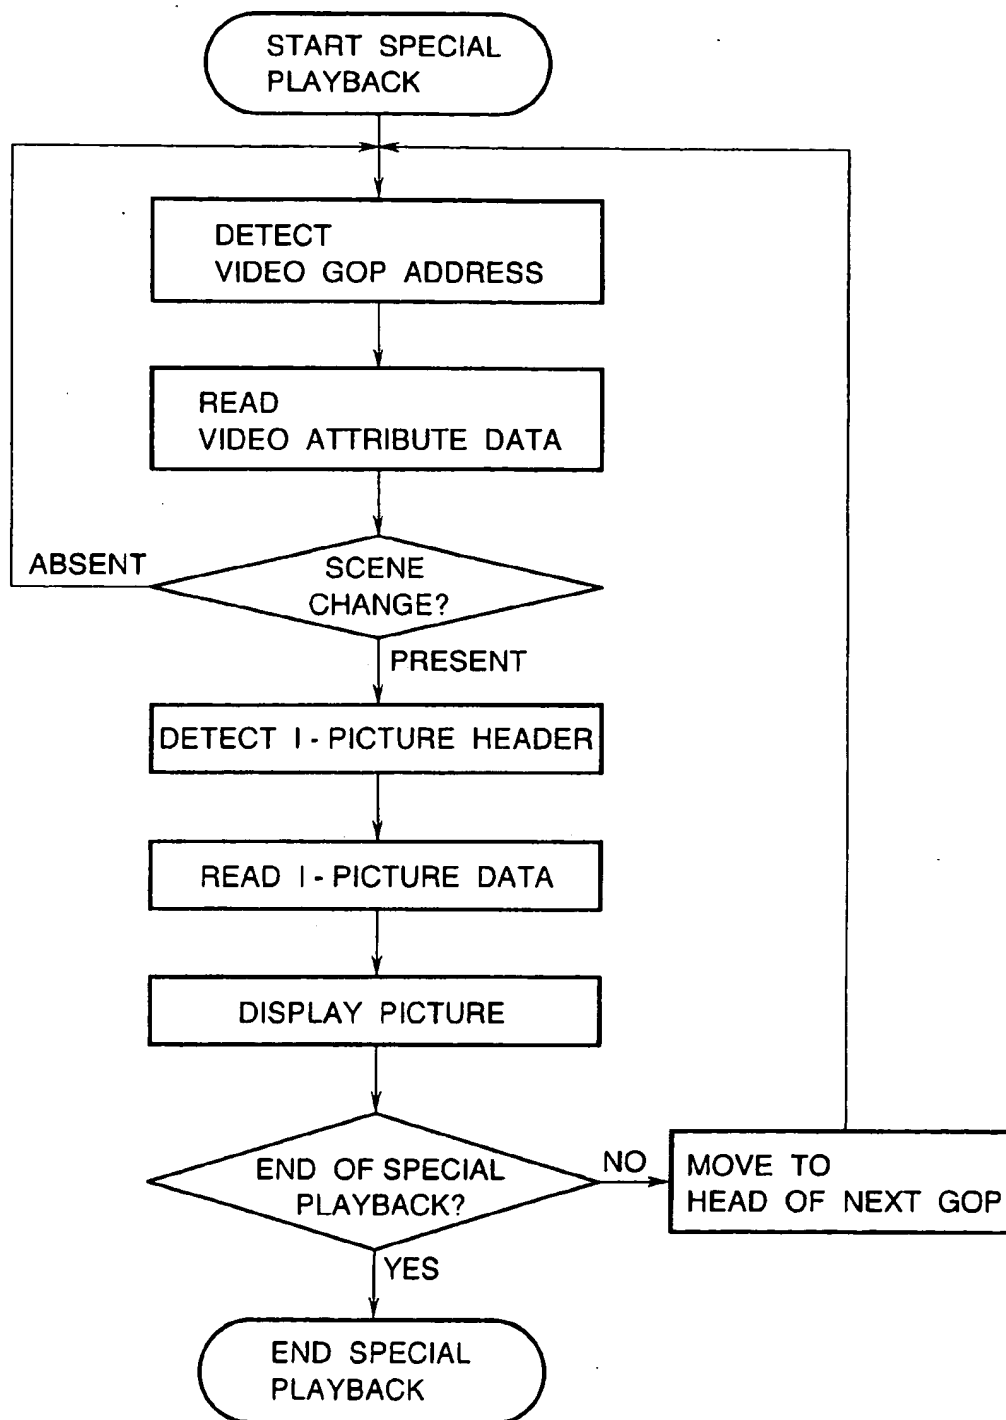 START SPECIAL
PLAYBACK
DETECT
VIDEO GOP ADDRESS
READ
VIDEO ATTRIBUTE DATA
ABSENT
SCENE
CHANGE?
PRESENT
DETECT I-PICTURE HEADER
READ I-PICTURE DATA
DISPLAY PICTURE
END OF SPECIAL
PLAYBACK?
NO
MOVE TO
HEAD OF NEXT GOP
YES
END SPECIAL
PLAYBACK